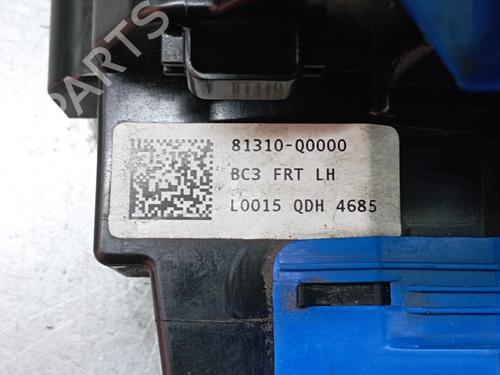 81310-Q0000
BC3 FRT LH
L0015 QDH 4685
B-PARTS